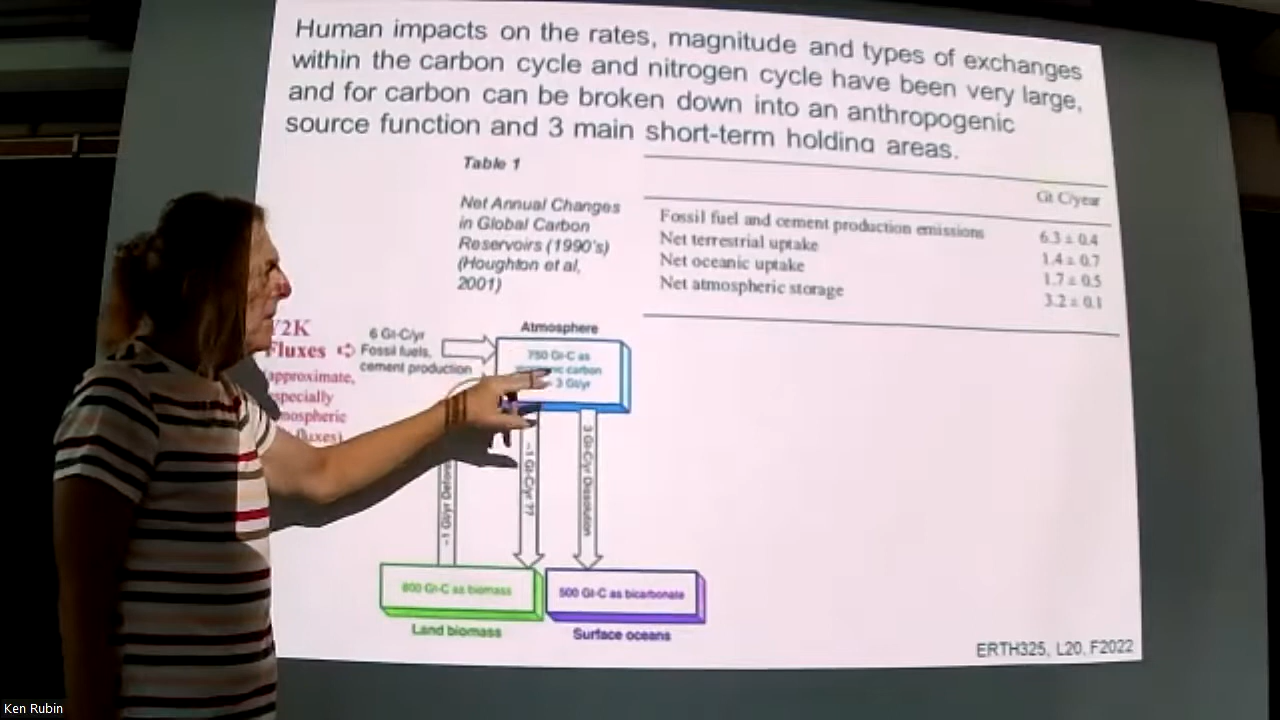 Human impacts on the rates, magnitude and types of exchanges
within the carbon cycle and nitrogen cycle have been very large,
and for carbon can be broken down into an anthropogenic
source function and 3 main short-term holding areas.
Table 1
Net Annual Changes
in Global Carbon
Reservoirs (1990's)
(Houghton et al,
2001)
Gt C/year
Fossil fuel and cement production emissions 6.3 ± 0.4
Net terrestrial uptake 1.4 ± 0.7
Net oceanic uptake 1.7 ± 0.5
Net atmospheric storage 3.2 ± 0.1
Y2K
Fluxes
approximate,
fluxes)
6 Gt-C/yr
Fossil fuels,
cement production
Atmosphere
750 Gt-C as
carbon
3 Gt/yr
~1 Gt/yr
~1 Gt-C/yr ??
3 Gt-C/yr Dissolution
800 Gt-C as biomass
Land biomass
500 Gt-C as bicarbonate
Surface oceans
ERTH325, L20, F2022
Ken Rubin